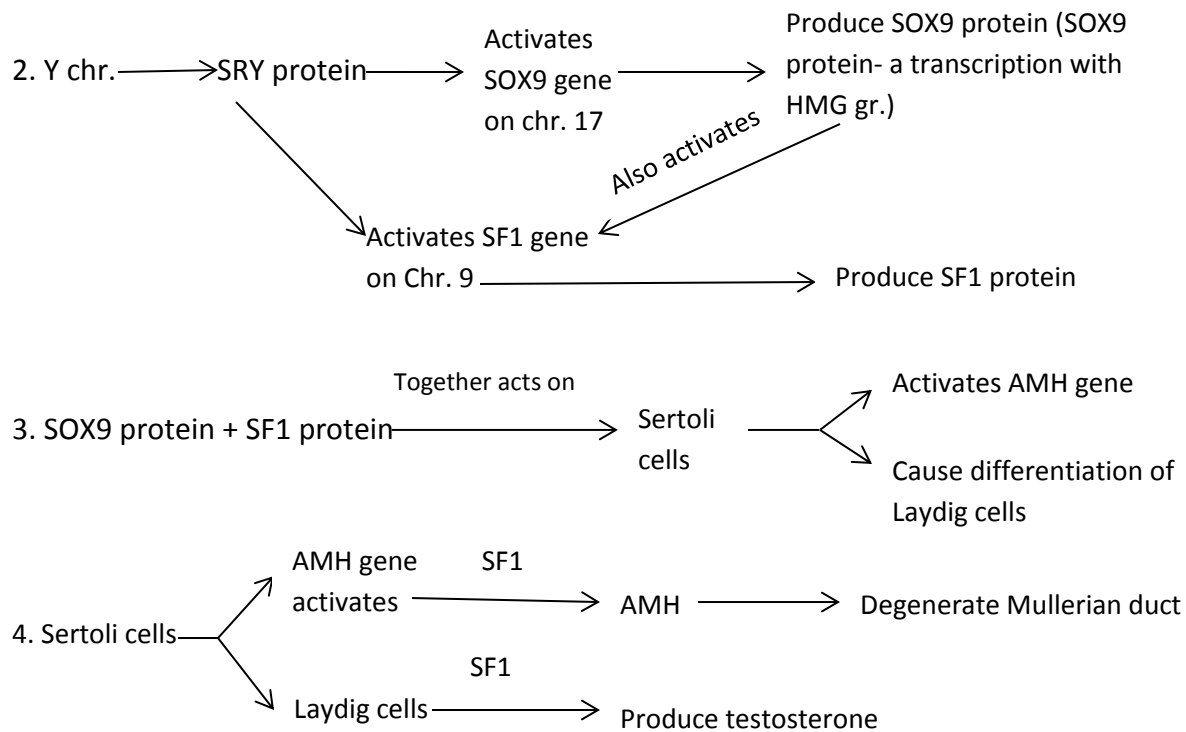 2. Y chr. SRY protein
Activates
SOX9 gene
on chr. 17
Produce SOX9 protein (SOX9
protein- a transcription with
HMG gr.)
Also activates
Activates SF1 gene
on Chr. 9
Produce SF1 protein
3. SOX9 protein + SF1 protein
Together acts on
Sertoli
cells
Activates AMH gene
Cause differentiation of
Laydig cells
4. Sertoli cells
AMH gene
activates
SF1
AMH
Degenerate Mullerian duct
Laydig cells
SF1
Produce testosterone